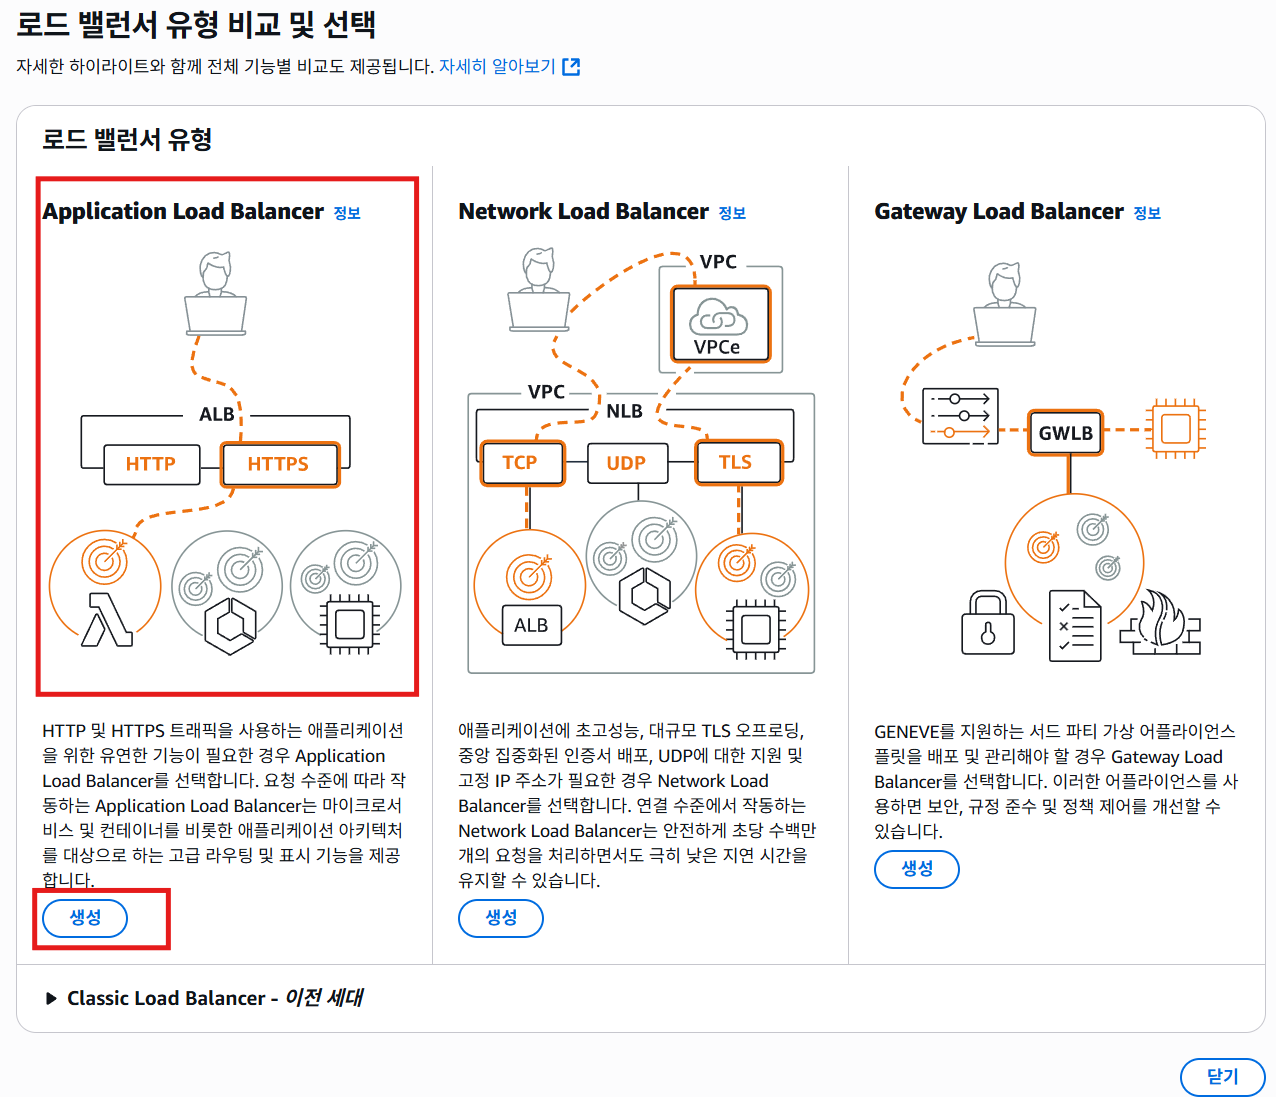 로드 밸런서 유형 비교 및 선택
자세한 하이라이트와 함께 전체 기능별 비교도 제공됩니다. 자세히 알아보기
로드 밸런서 유형
Application Load Balancer 정보
ALB
HTTP
HTTPS
HTTP 및 HTTPS 트래픽을 사용하는 애플리케이션
을 위한 유연한 기능이 필요한 경우 Application
Load Balancer를 선택합니다. 요청 수준에 따라 작
동하는 Application Load Balancer는 마이크로서
비스 및 컨테이너를 비롯한 애플리케이션 아키텍처
를 대상으로 하는 고급 라우팅 및 표시 기능을 제공
합니다.
생성
Network Load Balancer 정보
VPC
VPCe
VPC
NLB
TCP
UDP
TLS
ALB
애플리케이션에 초고성능, 대규모 TLS 오프로딩,
중앙 집중화된 인증서 배포, UDP에 대한 지원 및
고정 IP 주소가 필요한 경우 Network Load
Balancer를 선택합니다. 연결 수준에서 작동하는
Network Load Balancer는 안전하게 초당 수백만
개의 요청을 처리하면서도 극히 낮은 지연 시간을
유지할 수 있습니다.
생성
Gateway Load Balancer 정보
GWLB
GENEVE를 지원하는 서드 파티 가상 어플라이언스
플릿을 배포 및 관리해야 할 경우 Gateway Load
Balancer를 선택합니다. 이러한 어플라이언스를 사
용하면 보안, 규정 준수 및 정책 제어를 개선할 수
있습니다.
생성
Classic Load Balancer - 이전 세대
닫기